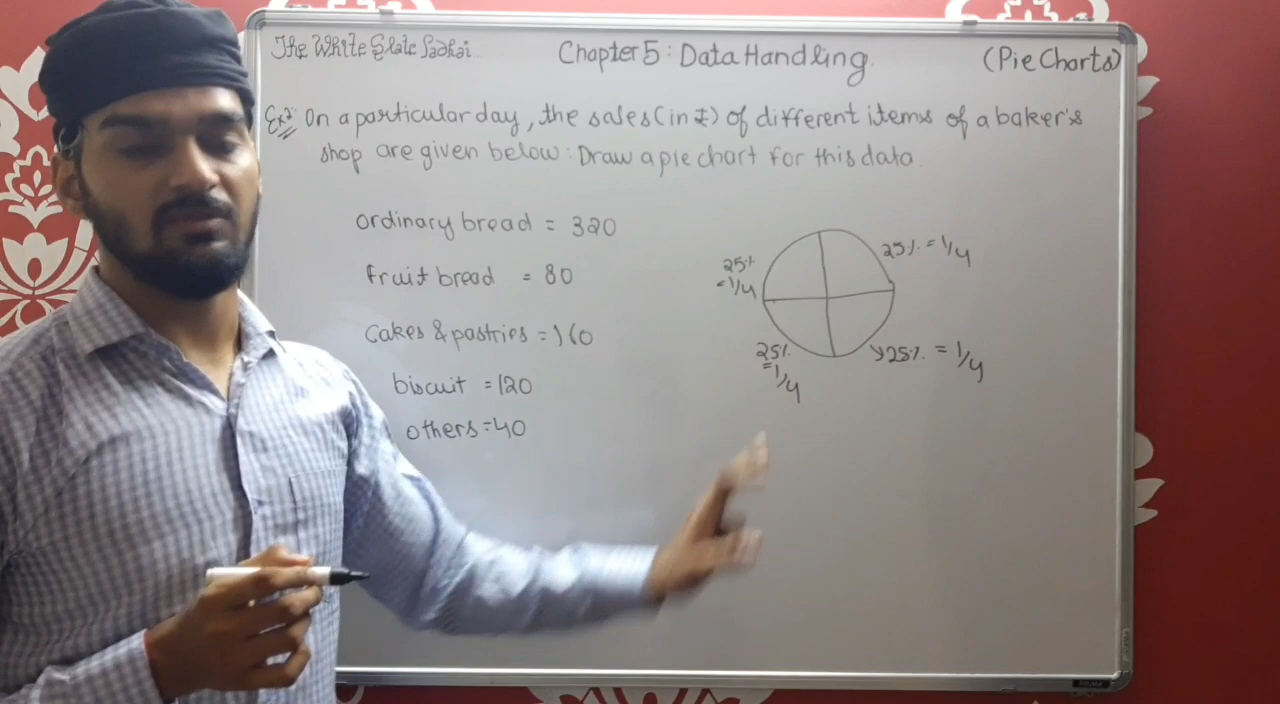 The White Slate Padhai
Chapter 5: Data Handling
(Pie Charts)
Ex2: On a particular day, the sales (in ₹) of different items of a baker's
shop are given below: Draw a pie chart for this data.
ordinary bread = 320
fruit bread = 80
cakes & pastries = 160
biscuit = 120
others = 40
25% = 1/4
25%
= 1/4
25%
= 1/4
25% = 1/4